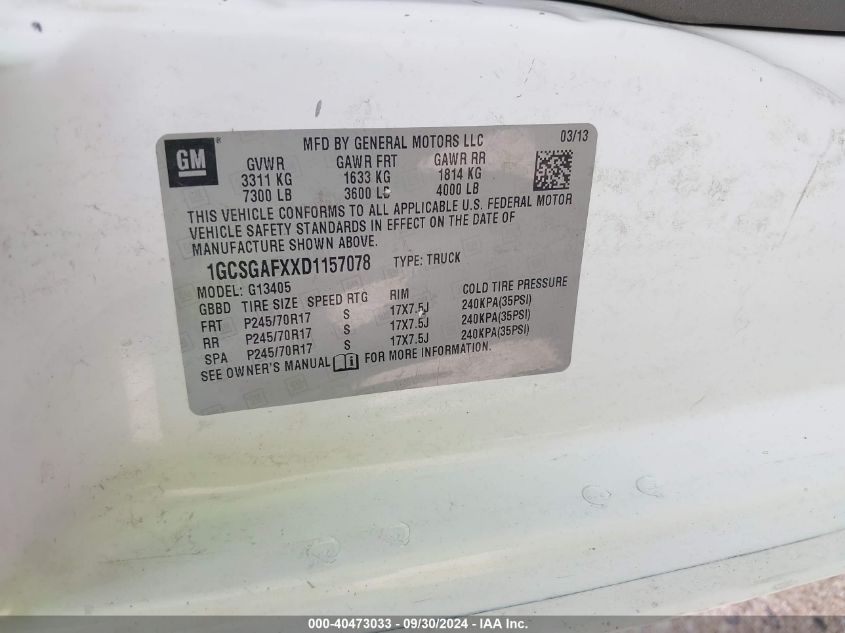 GM
MFD BY GENERAL MOTORS LLC 03/13
GVWR GAWR FRT GAWR RR
3311 KG 1633 KG 1814 KG
7300 LB 3600 LB 4000 LB
THIS VEHICLE CONFORMS TO ALL APPLICABLE U.S. FEDERAL MOTOR
VEHICLE SAFETY STANDARDS IN EFFECT ON THE DATE OF
MANUFACTURE SHOWN ABOVE.
1GCSGAFXXD1157078 TYPE: TRUCK
MODEL: G13405
GBBD TIRE SIZE SPEED RTG RIM COLD TIRE PRESSURE
FRT P245/70R17 S 17X7.5J 240KPA(35PSI)
RR P245/70R17 S 17X7.5J 240KPA(35PSI)
SPA P245/70R17 S 17X7.5J 240KPA(35PSI)
SEE OWNER'S MANUAL FOR MORE INFORMATION.
000-40473033 - 09/30/2024 - IAA Inc.